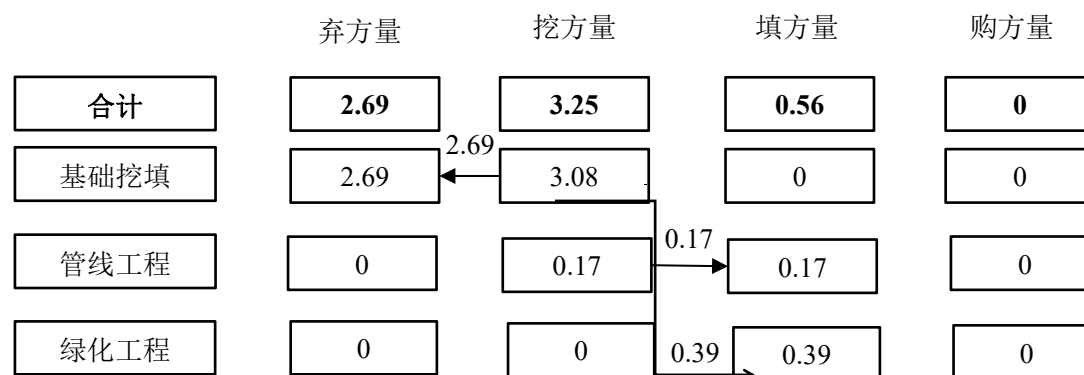 弃方量 挖方量 填方量 购方量
合计 2.69 3.25 0.56 0
2.69
基础挖填 2.69 3.08 0 0
0.17
管线工程 0 0.17 0.17 0
绿化工程 0 0 0.39 0.39 0